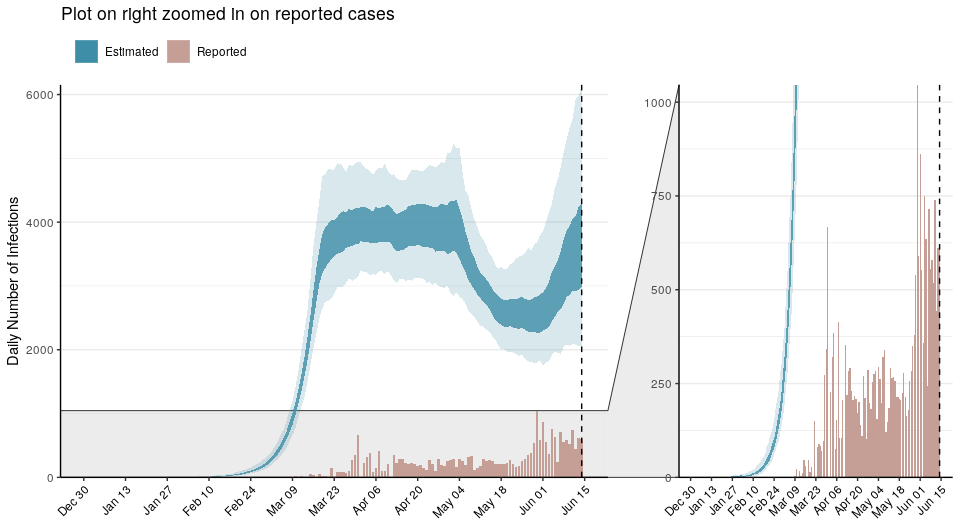 Plot on right zoomed in on reported cases
Estimated
Reported
Daily Number of Infections
6000
4000
2000
0
Dec 30
Jan 13
Jan 27
Feb 10
Feb 24
Mar 09
Mar 23
Apr 06
Apr 20
May 04
May 18
Jun 01
Jun 15
1000
750
500
250
0
Dec 30
Jan 13
Jan 27
Feb 10
Feb 24
Mar 09
Mar 23
Apr 06
Apr 20
May 04
May 18
Jun 01
Jun 15